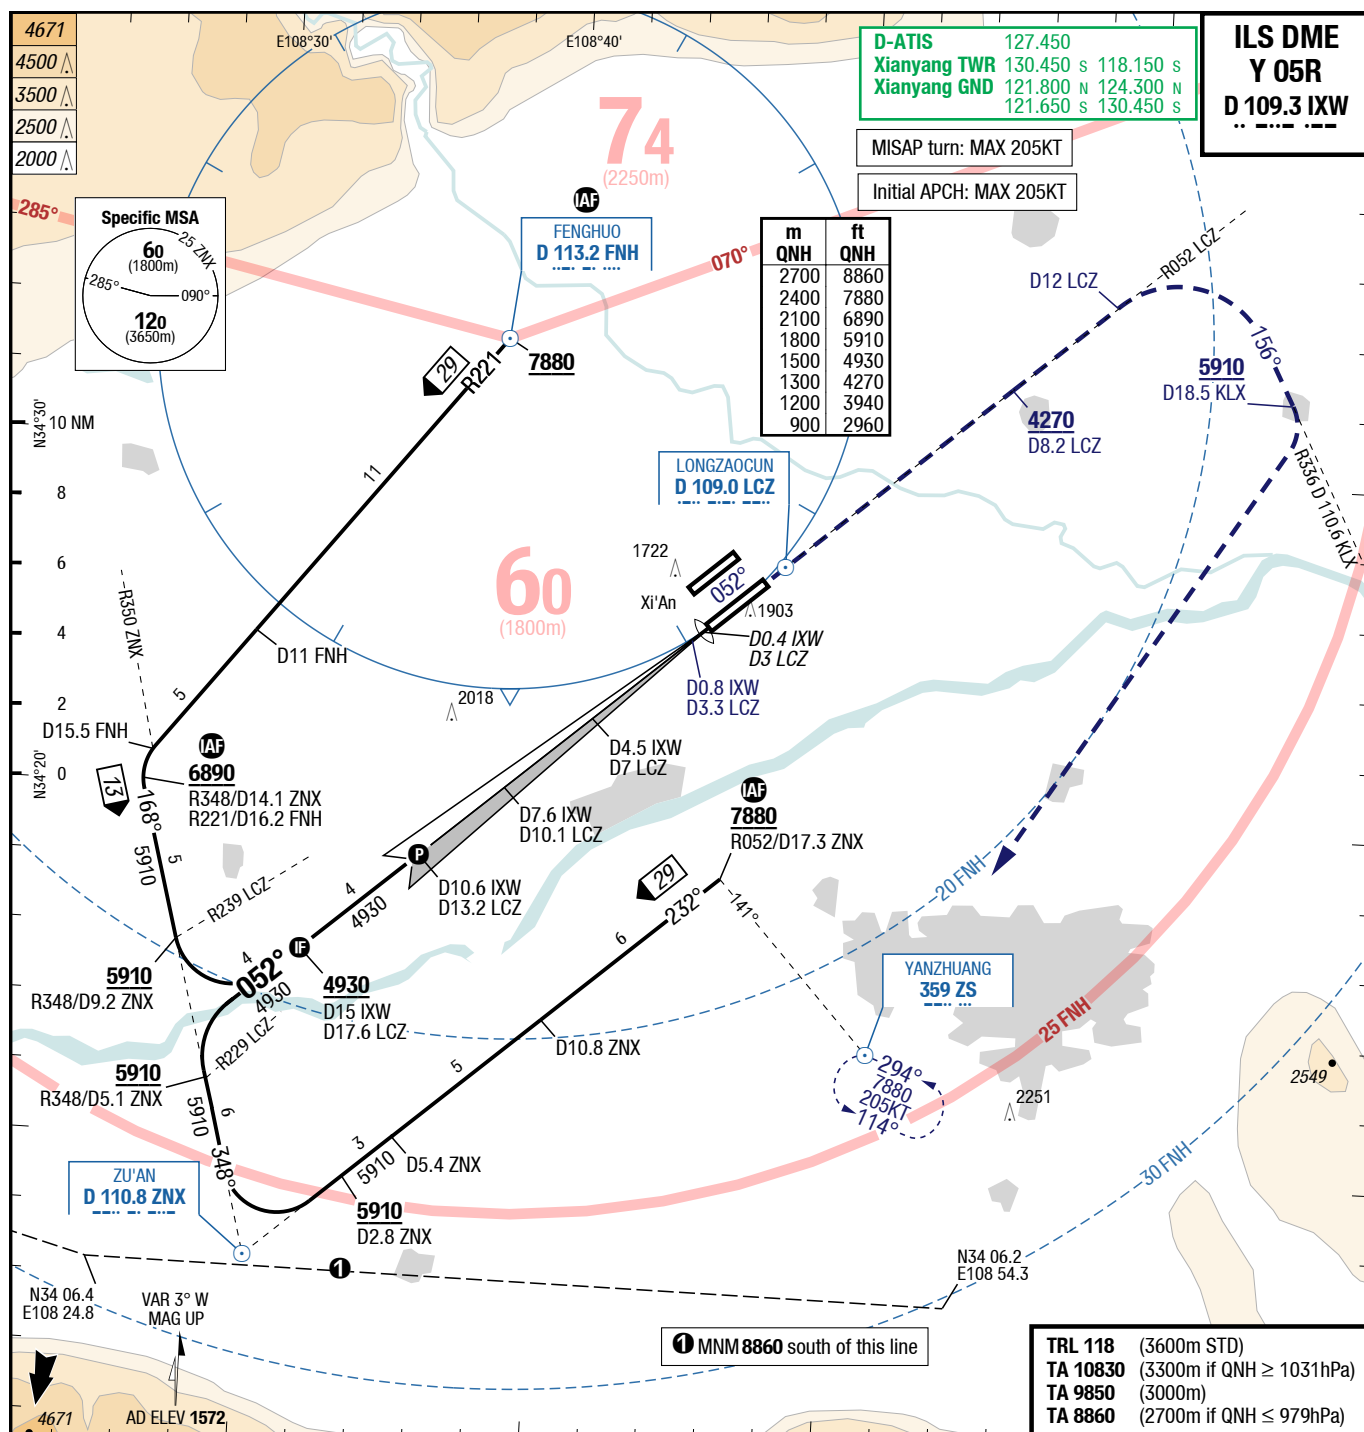 4671
4500
3500
2500
2000
E108°30'
E108°40'
D-ATIS 127.450
Xianyang TWR 130.450 S 118.150 S
Xianyang GND 121.800 N 124.300 N
121.650 S 130.450 S
ILS DME
Y 05R
D 109.3 IXW
MISAP turn: MAX 205KT
Initial APCH: MAX 205KT
74
(2250m)
285°
070°
Specific MSA
25 ZNX
60
(1800m)
285°
090°
120
(3650m)
IAF
FENGHUO
D 113.2 FNH
7880
29
R221
m ft
QNH QNH
2700 8860
2400 7880
2100 6890
1800 5910
1500 4930
1300 4270
1200 3940
900 2960
D12 LCZ
R052 LCZ
156°
5910
D18.5 KLX
4270
D8.2 LCZ
R336 D 110.6 KLX
N34°30'
10 NM
8
6
4
2
0
N34°20'
11
LONGZAOCUN
D 109.0 LCZ
1722
Xi'An
052°
1903
60
(1800m)
D0.4 IXW
D3 LCZ
D0.8 IXW
D3.3 LCZ
R350 ZNX
D11 FNH
5
2018
D15.5 FNH
IAF
6890
R348/D14.1 ZNX
R221/D16.2 FNH
13
168°
5910
5
D4.5 IXW
D7 LCZ
D7.6 IXW
D10.1 LCZ
IAF
7880
R052/D17.3 ZNX
P
D10.6 IXW
D13.2 LCZ
4
4930
R239 LCZ
29
232°
141°
20 FNH
6
5910
R348/D9.2 ZNX
4
052°
4930
IF
4930
D15 IXW
D17.6 LCZ
YANZHUANG
359 ZS
25 FNH
R229 LCZ
D10.8 ZNX
5
5910
R348/D5.1 ZNX
5910
6
348°
294°
7880
205KT
114°
2549
2251
3
5910
D5.4 ZNX
30 FNH
ZU'AN
D 110.8 ZNX
5910
D2.8 ZNX
1
N34 06.4
E108 24.8
N34 06.2
E108 54.3
VAR 3° W
MAG UP
1 MNM 8860 south of this line
4671
AD ELEV 1572
TRL 118 (3600m STD)
TA 10830 (3300m if QNH ≥ 1031hPa)
TA 9850 (3000m)
TA 8860 (2700m if QNH ≤ 979hPa)